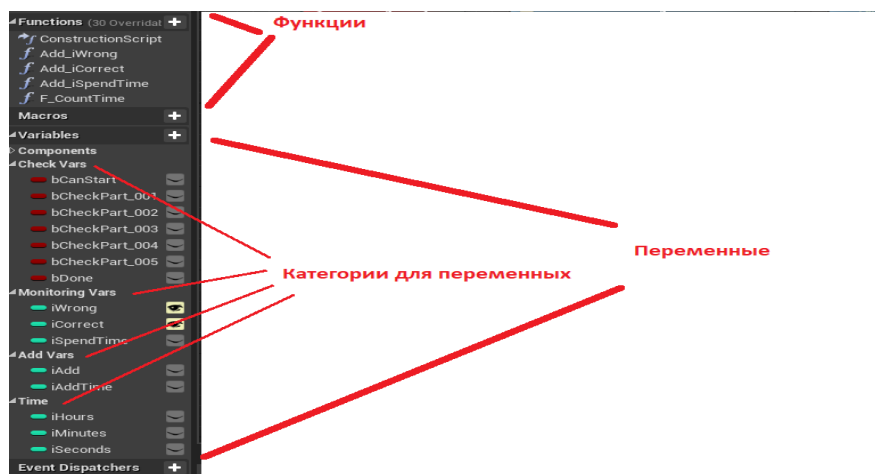 Functions (30 Overridat
ConstructionScript
Add_iWrong
Add_iCorrect
Add_iSpendTime
F_CountTime
Macros
Variables
Components
Check Vars
bCanStart
bCheckPart_001
bCheckPart_002
bCheckPart_003
bCheckPart_004
bCheckPart_005
bDone
Monitoring Vars
iWrong
iCorrect
iSpendTime
Add Vars
iAdd
iAddTime
Time
iHours
iMinutes
iSeconds
Event Dispatchers
Функции
Категории для переменных
Переменные